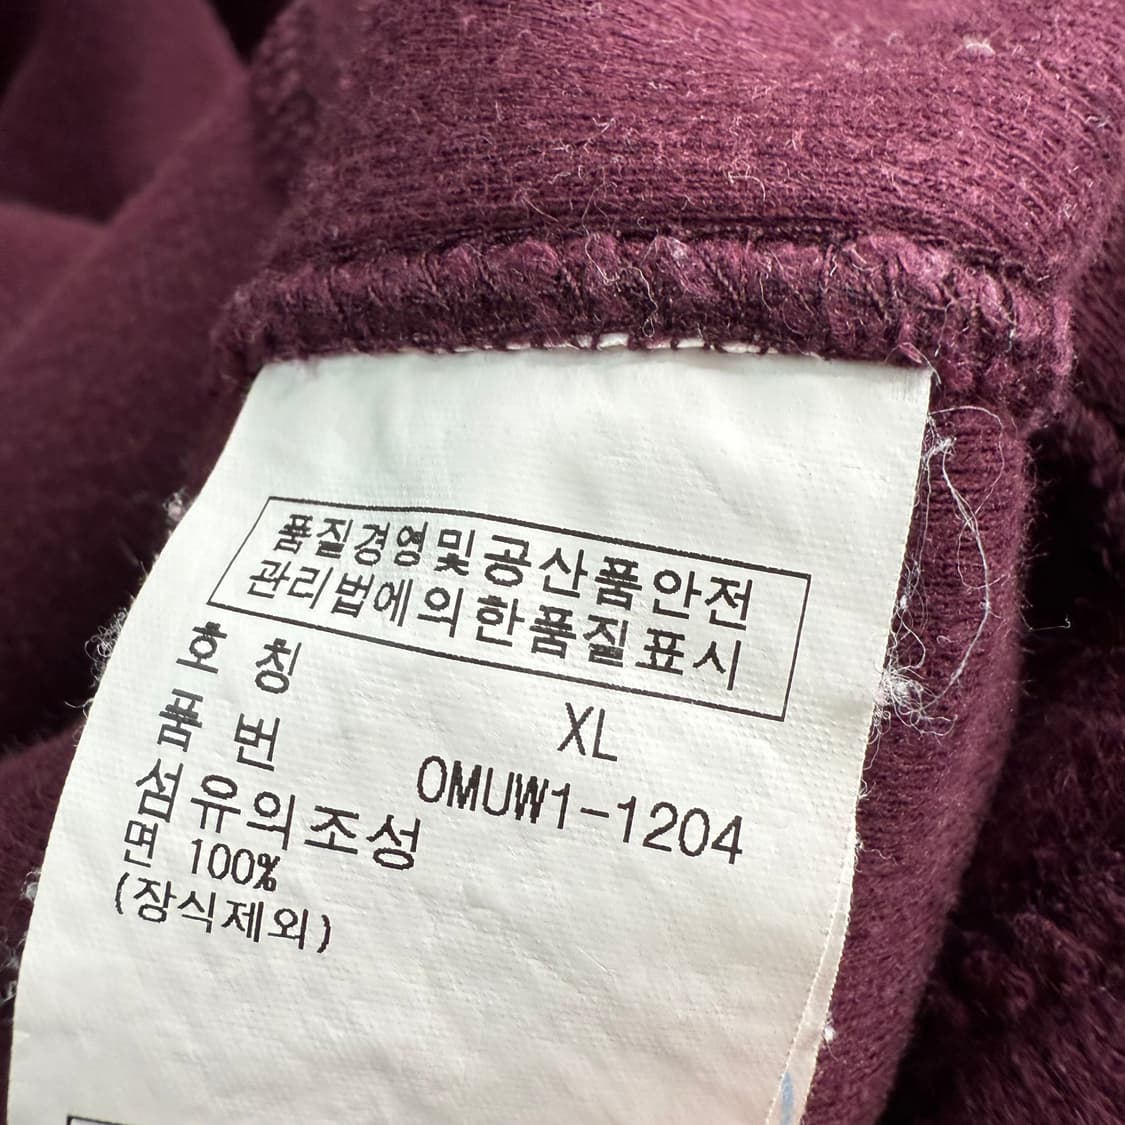 품질경영및공산품안전
관리법에의한품질표시
호 칭 XL
품 번 OMUW1-1204
섬유의조성
면 100%
(장식제외)